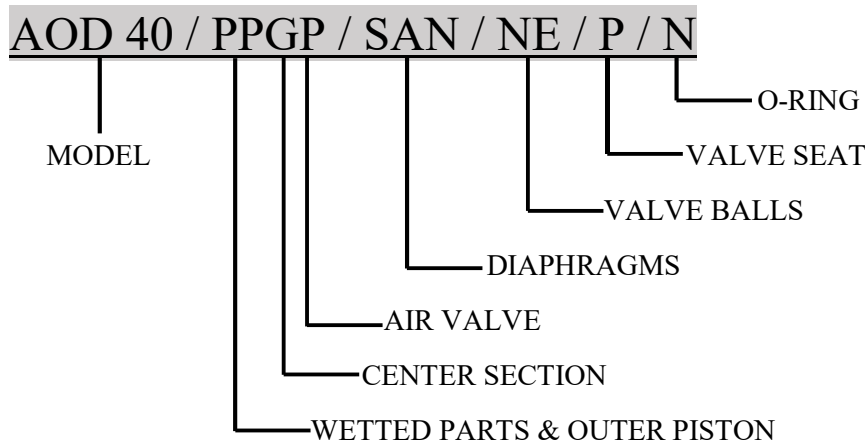 AOD 40 / PPGP / SAN / NE / P / N
O-RING
MODEL
VALVE SEAT
VALVE BALLS
DIAPHRAGMS
AIR VALVE
CENTER SECTION
WETTED PARTS & OUTER PISTON